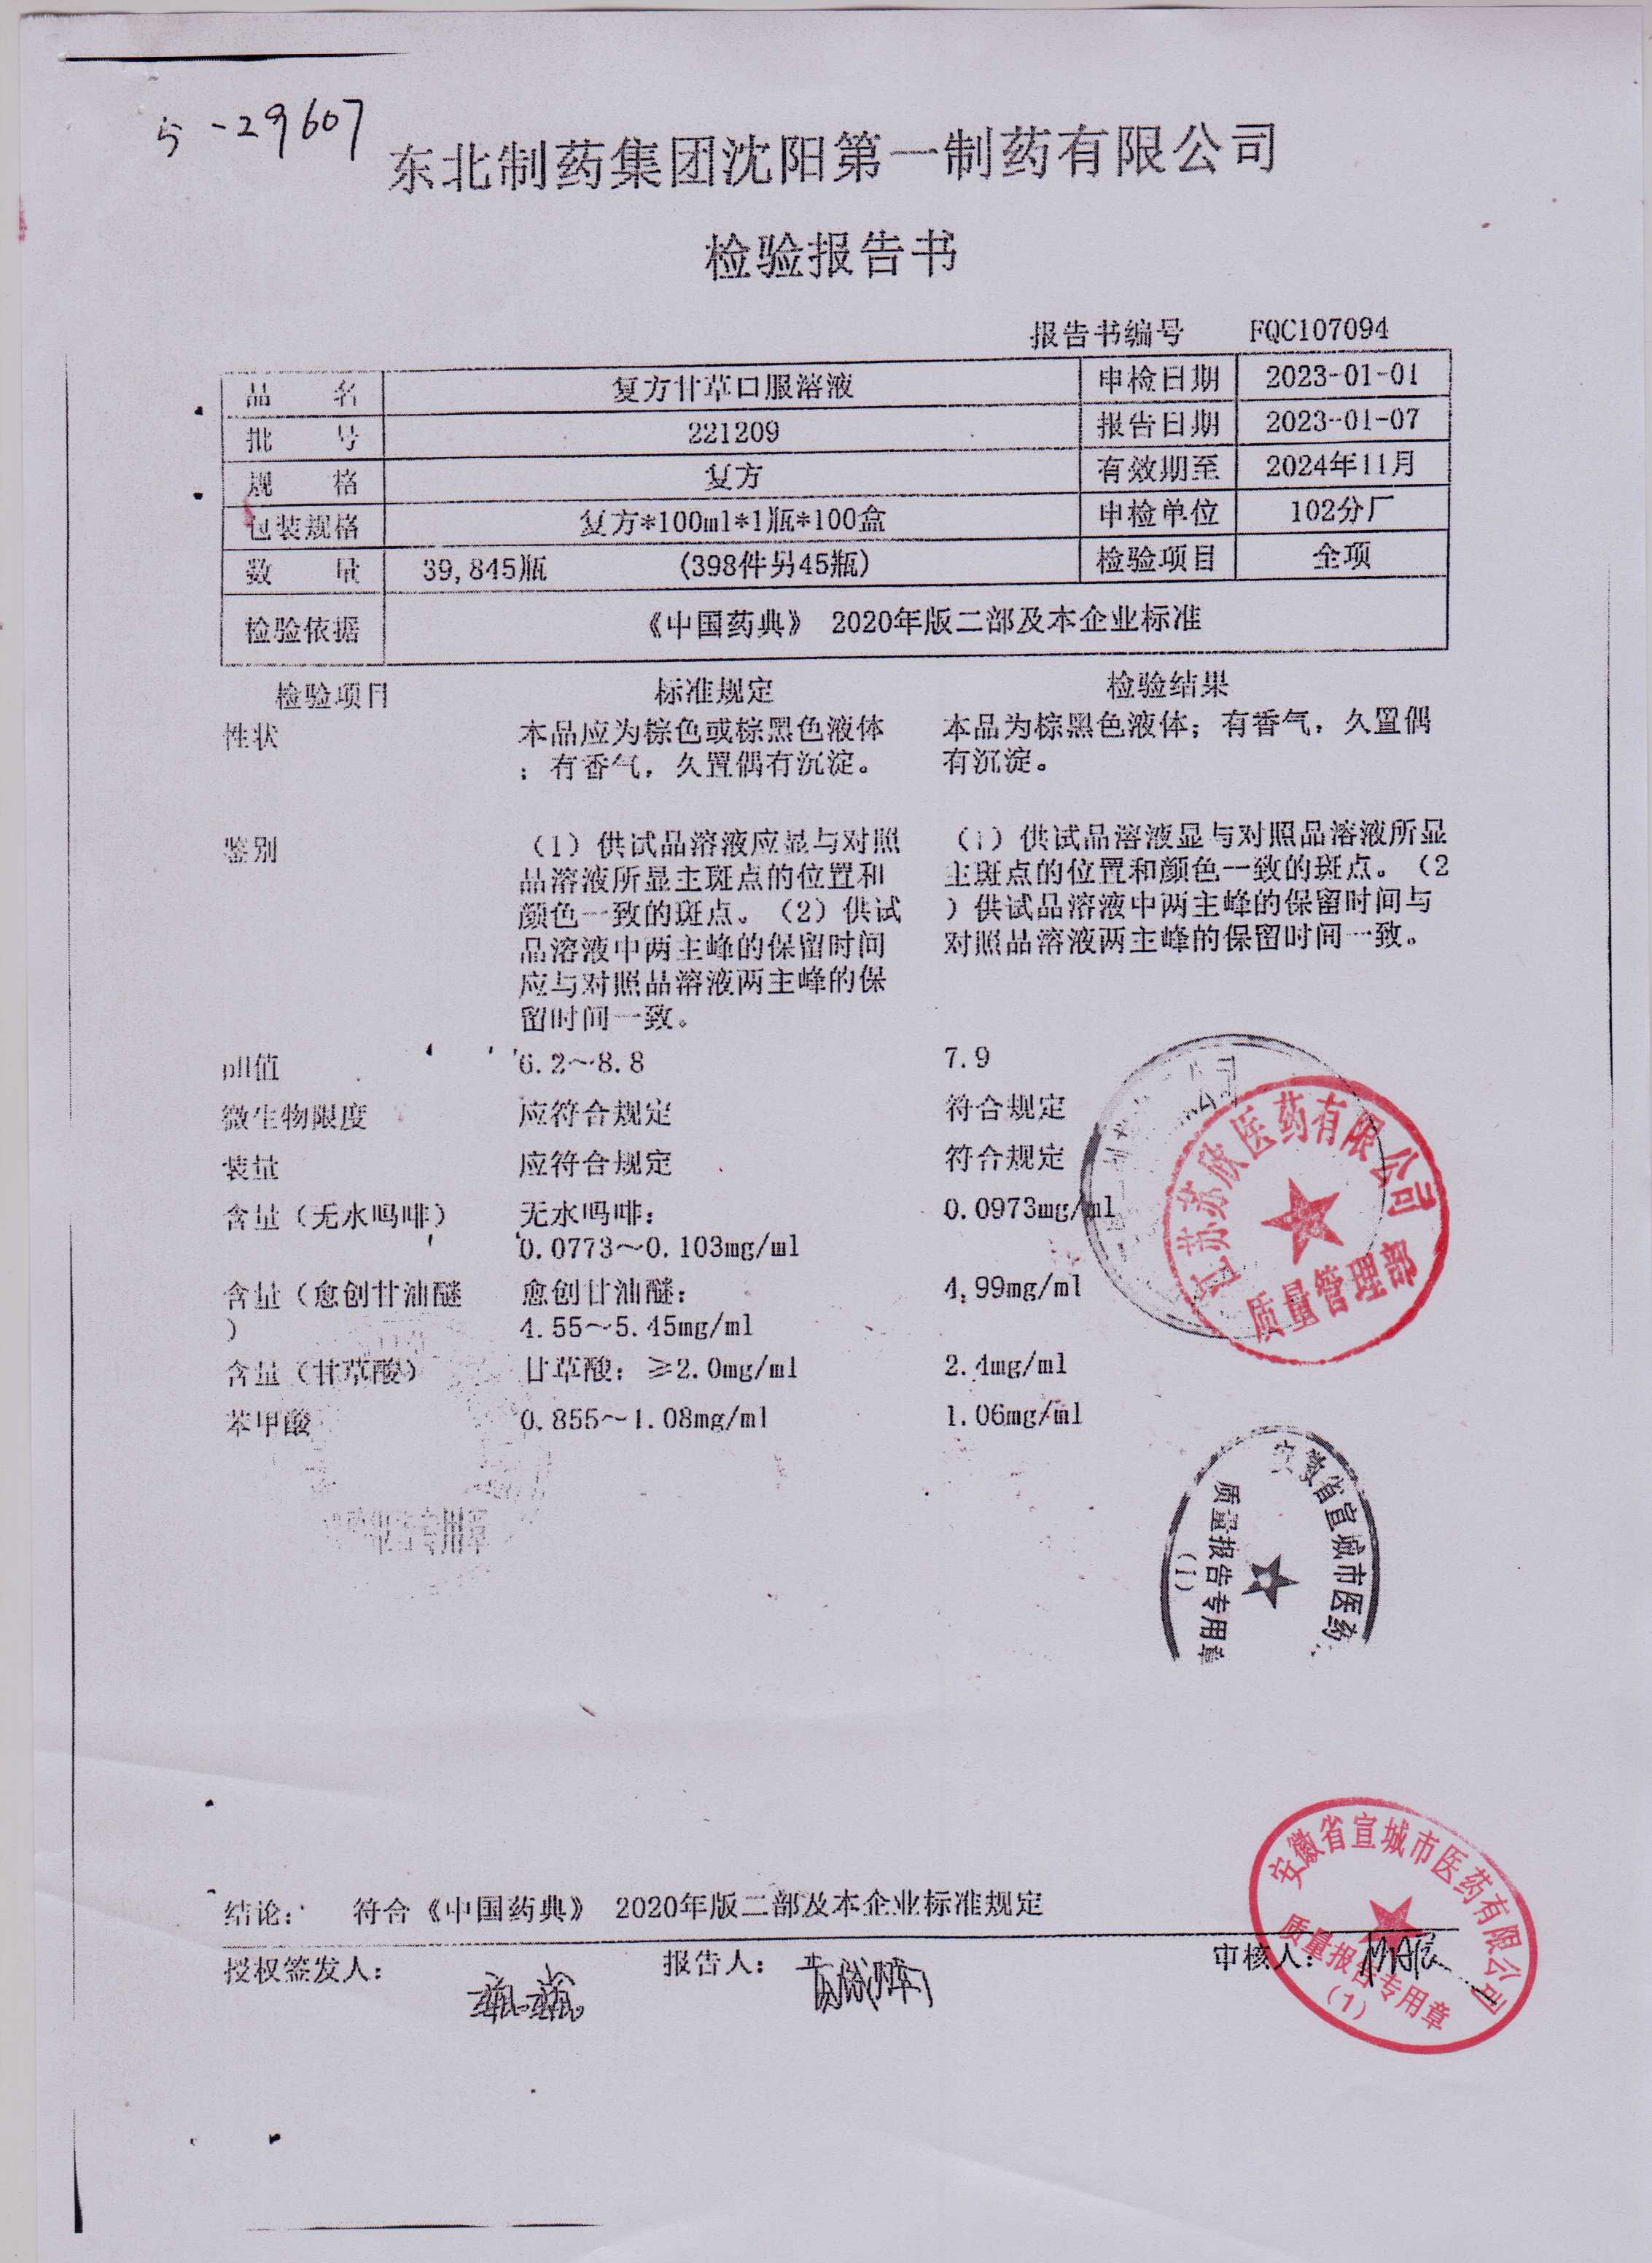 5-29607
东北制药集团沈阳第一制药有限公司
检验报告书
报告书编号 FQC107094
品 名 复方甘草口服溶液 申检日期 2023-01-01
批 号 221209 报告日期 2023-01-07
规 格 复方 有效期至 2024年11月
包装规格 复方*100ml*1瓶*100盒 申检单位 102分厂
数 量 39,845瓶 (398件另45瓶) 检验项目 全项
检验依据 《中国药典》 2020年版二部及本企业标准
检验项目 标准规定 检验结果
性状 本品应为棕色或棕黑色液体 本品为棕黑色液体；有香气，久置偶
；有香气，久置偶有沉淀。 有沉淀。
鉴别 （1）供试品溶液应显与对照 （1）供试品溶液显与对照品溶液所显
品溶液所显主斑点的位置和 主斑点的位置和颜色一致的斑点。（2
颜色一致的斑点。（2）供试 ）供试品溶液中两主峰的保留时间与
品溶液中两主峰的保留时间 对照品溶液两主峰的保留时间一致。
应与对照品溶液两主峰的保
留时间一致。
pH值 6.2～8.8 7.9
微生物限度 应符合规定 符合规定
装量 应符合规定 符合规定
含量（无水吗啡） 无水吗啡： 0.0973mg/ml
0.0773～0.103mg/ml
含量（愈创甘油醚 愈创甘油醚： 4.99mg/ml
） 4.55～5.45mg/ml
含量（甘草酸） 甘草酸：≥2.0mg/ml 2.4mg/ml
苯甲酸 0.855～1.08mg/ml 1.06mg/ml
江苏苏欣医药有限公司
质量管理部
检验报告专用章
安徽省宣城市医药
质量报告专用章
（1）
结论： 符合《中国药典》 2020年版二部及本企业标准规定
授权签发人： 报告人： 审核人：
安徽省宣城市医药有限公司
质量报告专用章
（1）